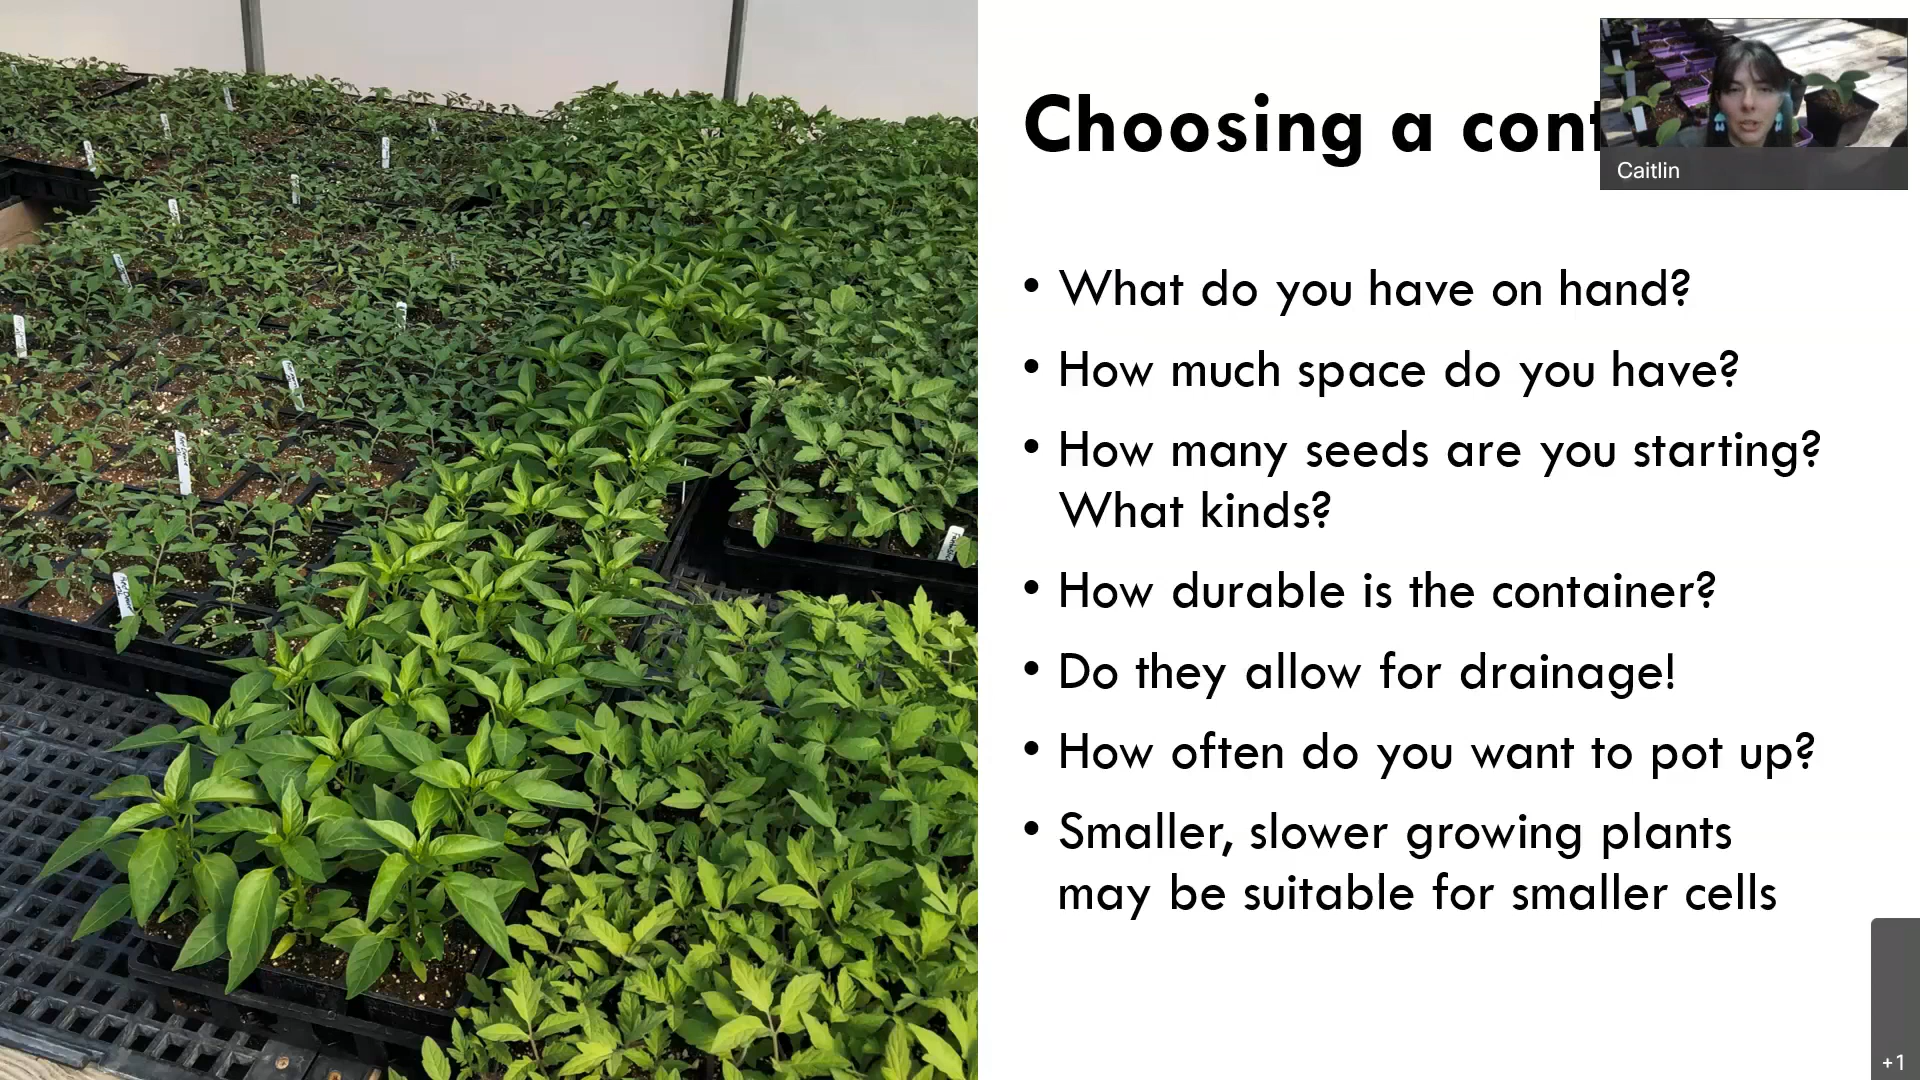 Choosing a cont
Caitlin
• What do you have on hand?
• How much space do you have?
• How many seeds are you starting?
What kinds?
• How durable is the container?
• Do they allow for drainage!
• How often do you want to pot up?
• Smaller, slower growing plants
may be suitable for smaller cells
+1